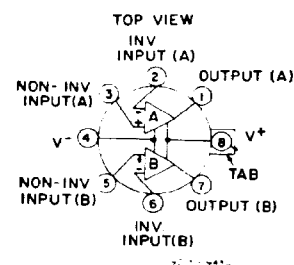 TOP VIEW
INV
INPUT (A)
OUTPUT (A)
NON-INV
INPUT(A)
2
3
1
- +
A
V-
4
V+
8
TAB
- +
B
NON-INV
INPUT(B)
5
7
6
OUTPUT (B)
INV
INPUT(B)